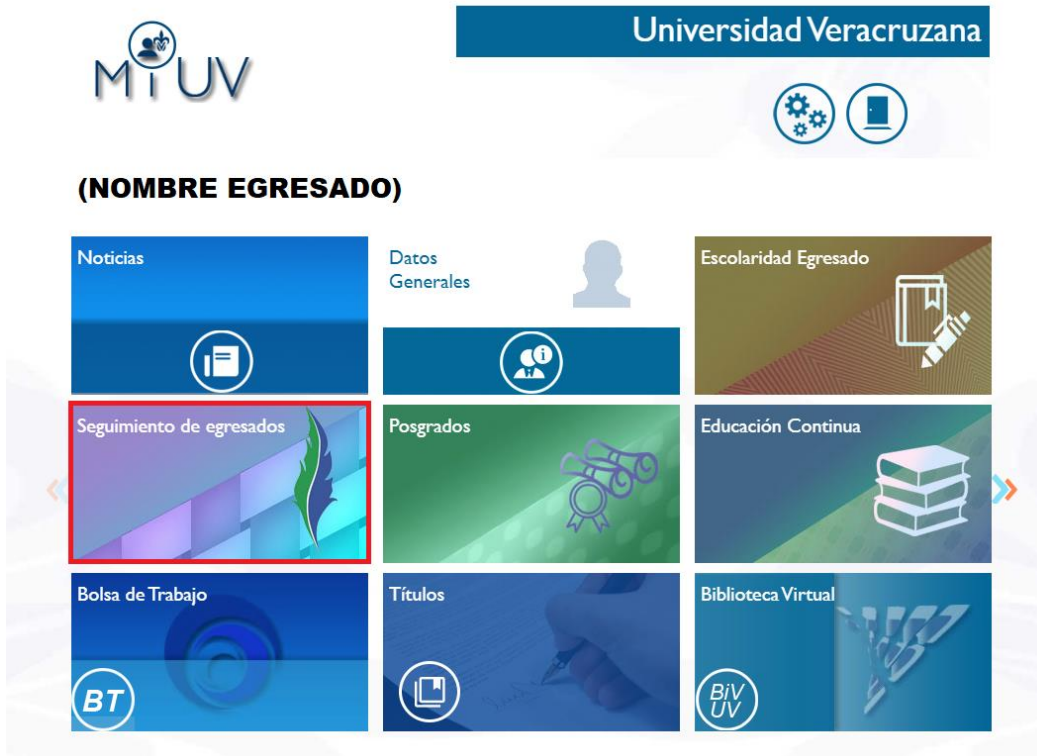 MiUV
Universidad Veracruzana
(NOMBRE EGRESADO)
Noticias
Datos
Generales
Escolaridad Egresado
Seguimiento de egresados
Posgrados
Educación Continua
Bolsa de Trabajo
BT
Títulos
Biblioteca Virtual
BiV
UV